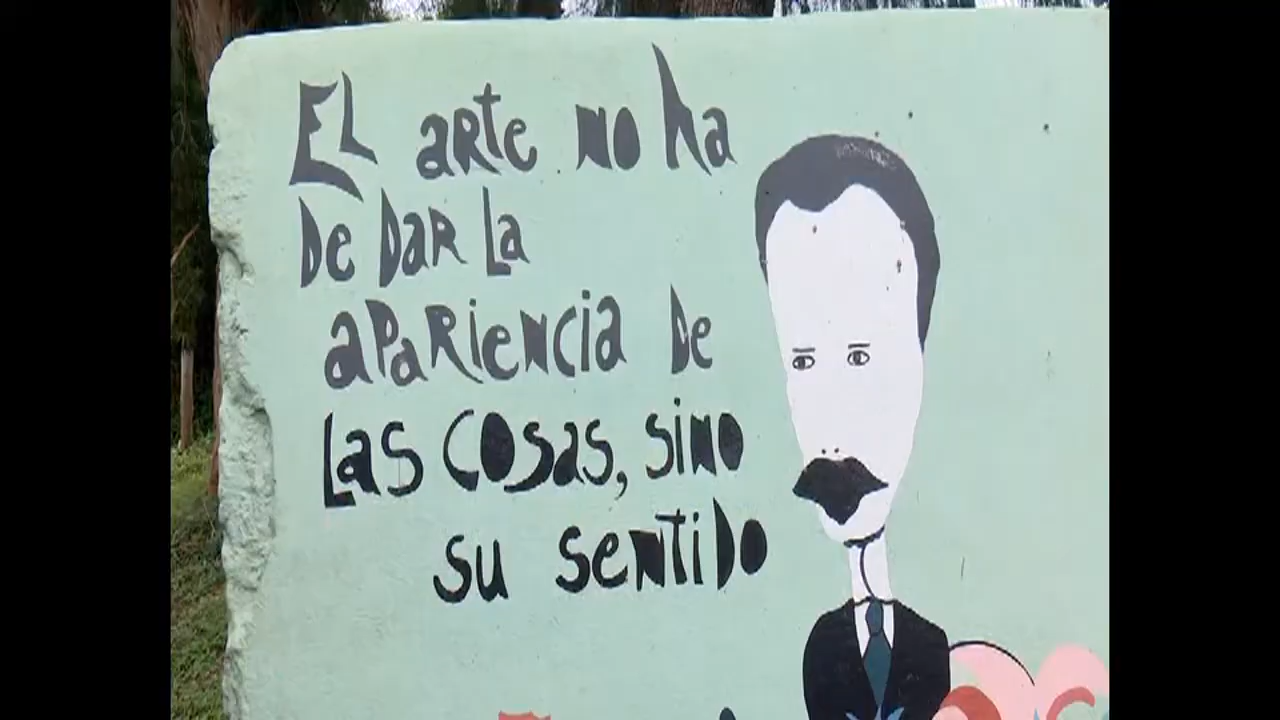 EL arte no ha
De Dar La
apariencia De
Las cosas, sino
su sentido